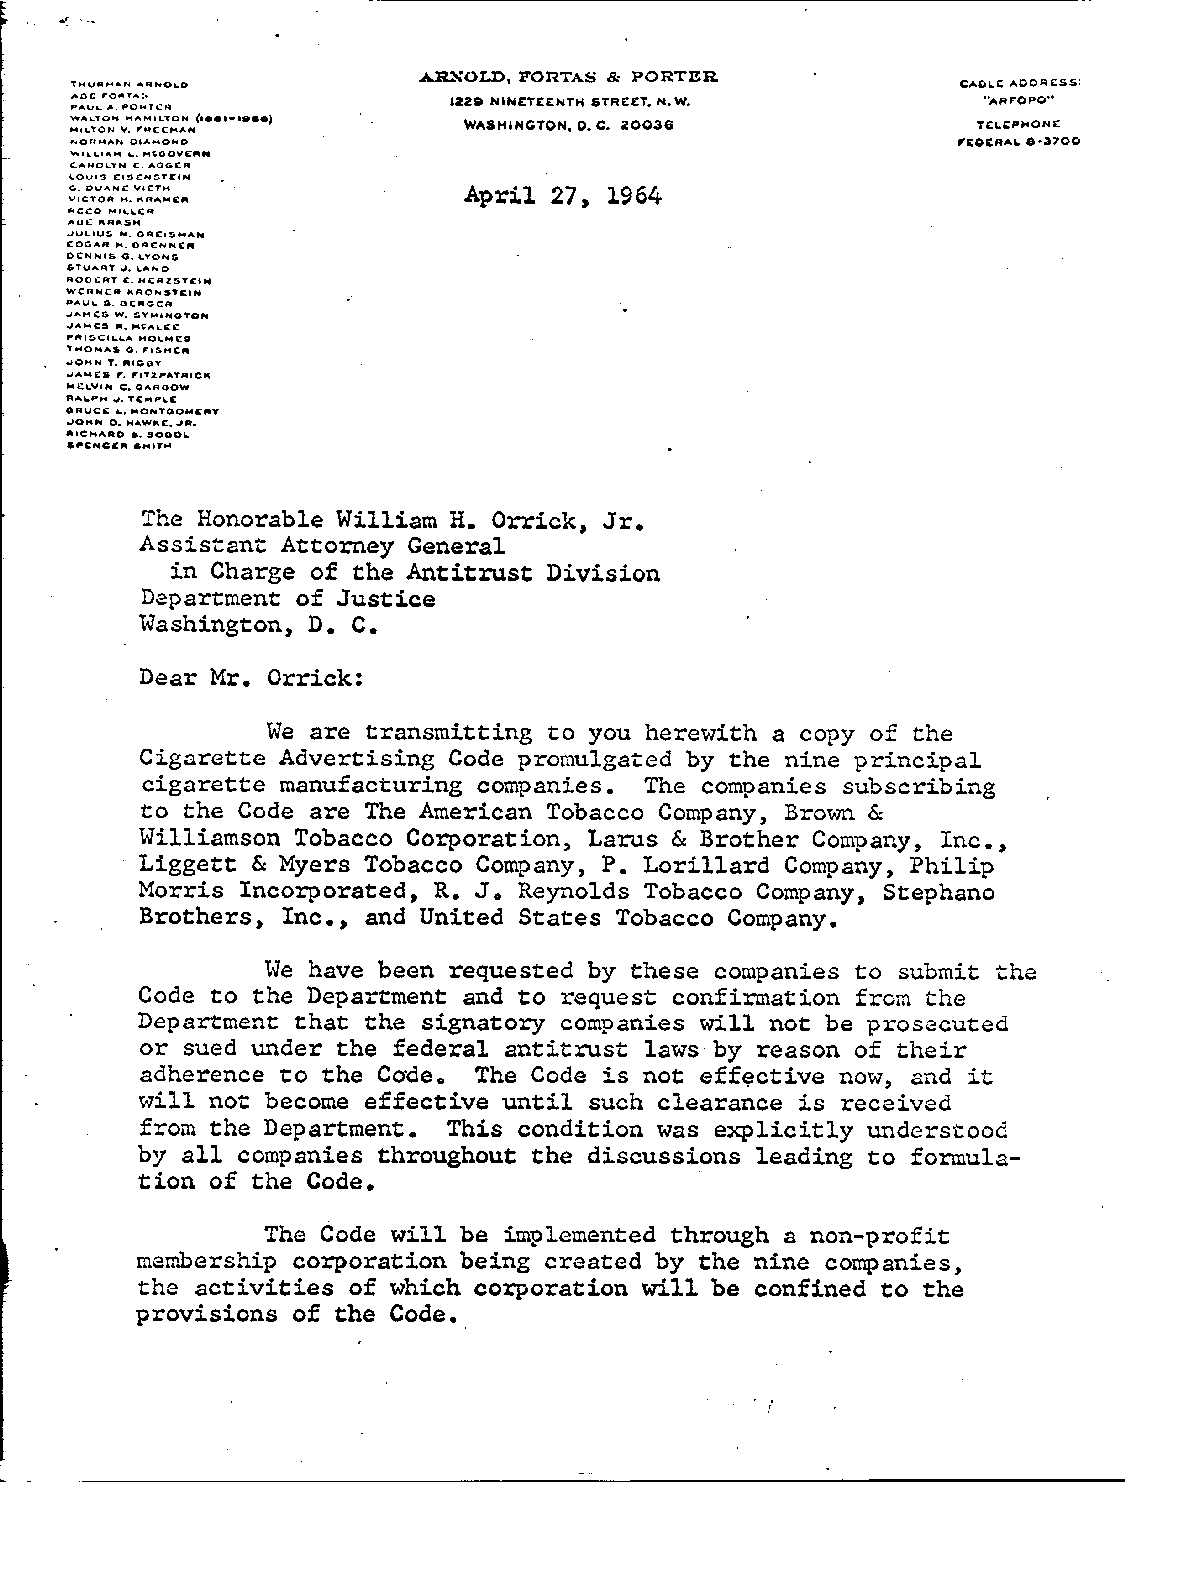 ARNOLD, FORTAS & PORTER
1229 NINETEENTH STREET, N.W.
WASHINGTON, D. C. 20036
CABLE ADDRESS:
"ARFOPO"
TELEPHONE
FEDERAL 8-3700
THURMAN ARNOLD
ABE FORTAS
PAUL A. PORTER
WALTON HAMILTON (1881-1958)
MILTON V. FREEMAN
NORMAN DIAMOND
WILLIAM L. McGOVERN
CAROLYN E. AGGER
LOUIS EISENSTEIN
G. DUANE VIETH
VICTOR H. KRAMER
REED MILLER
ABE KRASH
JULIUS M. GREISMAN
EDGAR H. BRENNER
DENNIS G. LYONS
STUART J. LAND
ROBERT E. HERZSTEIN
WERNER KRONSTEIN
PAUL S. BERGER
JAMES W. SYMINGTON
JAMES R. McALEE
PRISCILLA HOLMES
THOMAS G. FISHER
JOHN T. RIGBY
JAMES F. FITZPATRICK
MELVIN C. GARBOW
RALPH J. TEMPLE
BRUCE L. MONTGOMERY
JOHN D. HAWKE, JR.
RICHARD B. SOBOL
SPENCER SMITH
April 27, 1964
The Honorable William H. Orrick, Jr.
Assistant Attorney General
in Charge of the Antitrust Division
Department of Justice
Washington, D. C.
Dear Mr. Orrick:
We are transmitting to you herewith a copy of the
Cigarette Advertising Code promulgated by the nine principal
cigarette manufacturing companies. The companies subscribing
to the Code are The American Tobacco Company, Brown &
Williamson Tobacco Corporation, Larus & Brother Company, Inc.,
Liggett & Myers Tobacco Company, P. Lorillard Company, Philip
Morris Incorporated, R. J. Reynolds Tobacco Company, Stephano
Brothers, Inc., and United States Tobacco Company.
We have been requested by these companies to submit the
Code to the Department and to request confirmation from the
Department that the signatory companies will not be prosecuted
or sued under the federal antitrust laws by reason of their
adherence to the Code. The Code is not effective now, and it
will not become effective until such clearance is received
from the Department. This condition was explicitly understood
by all companies throughout the discussions leading to formula-
tion of the Code.
The Code will be implemented through a non-profit
membership corporation being created by the nine companies,
the activities of which corporation will be confined to the
provisions of the Code.